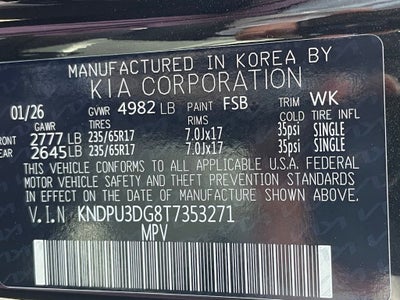 MANUFACTURED IN KOREA BY
KIA CORPORATION
01/26 GVWR 4982 LB PAINT FSB TRIM WK
GAWR TIRES RIMS COLD TIRE INFL
FRONT 2777 LB 235/65R17 7.0Jx17 35psi SINGLE
REAR 2645 LB 235/65R17 7.0Jx17 35psi SINGLE
THIS VEHICLE CONFORMS TO ALL APPLICABLE U.S.A. FEDERAL
MOTOR VEHICLE SAFETY AND THEFT PREVENTION STANDARDS
IN EFFECT ON THE DATE OF MANUFACTURE SHOWN ABOVE.
V.I.N KNDPU3DG8T7353271
MPV